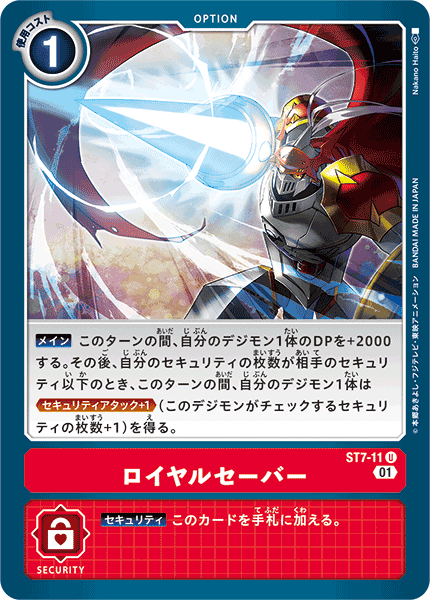 OPTION
使用コスト
1
Nakano Haito
メイン このターンの間、自分のデジモン1体のDPを+2000
する。その後、自分のセキュリティの枚数が相手のセキュリ
ティ以下のとき、このターンの間、自分のデジモン1体は
セキュリティアタック+1 (このデジモンがチェックするセキュリ
ティの枚数+1)を得る。
©本郷あきよし・フジテレビ・東映アニメーション BANDAI MADE IN JAPAN
ST7-11 U
ロイヤルセーバー
01
セキュリティ このカードを手札に加える。
SECURITY